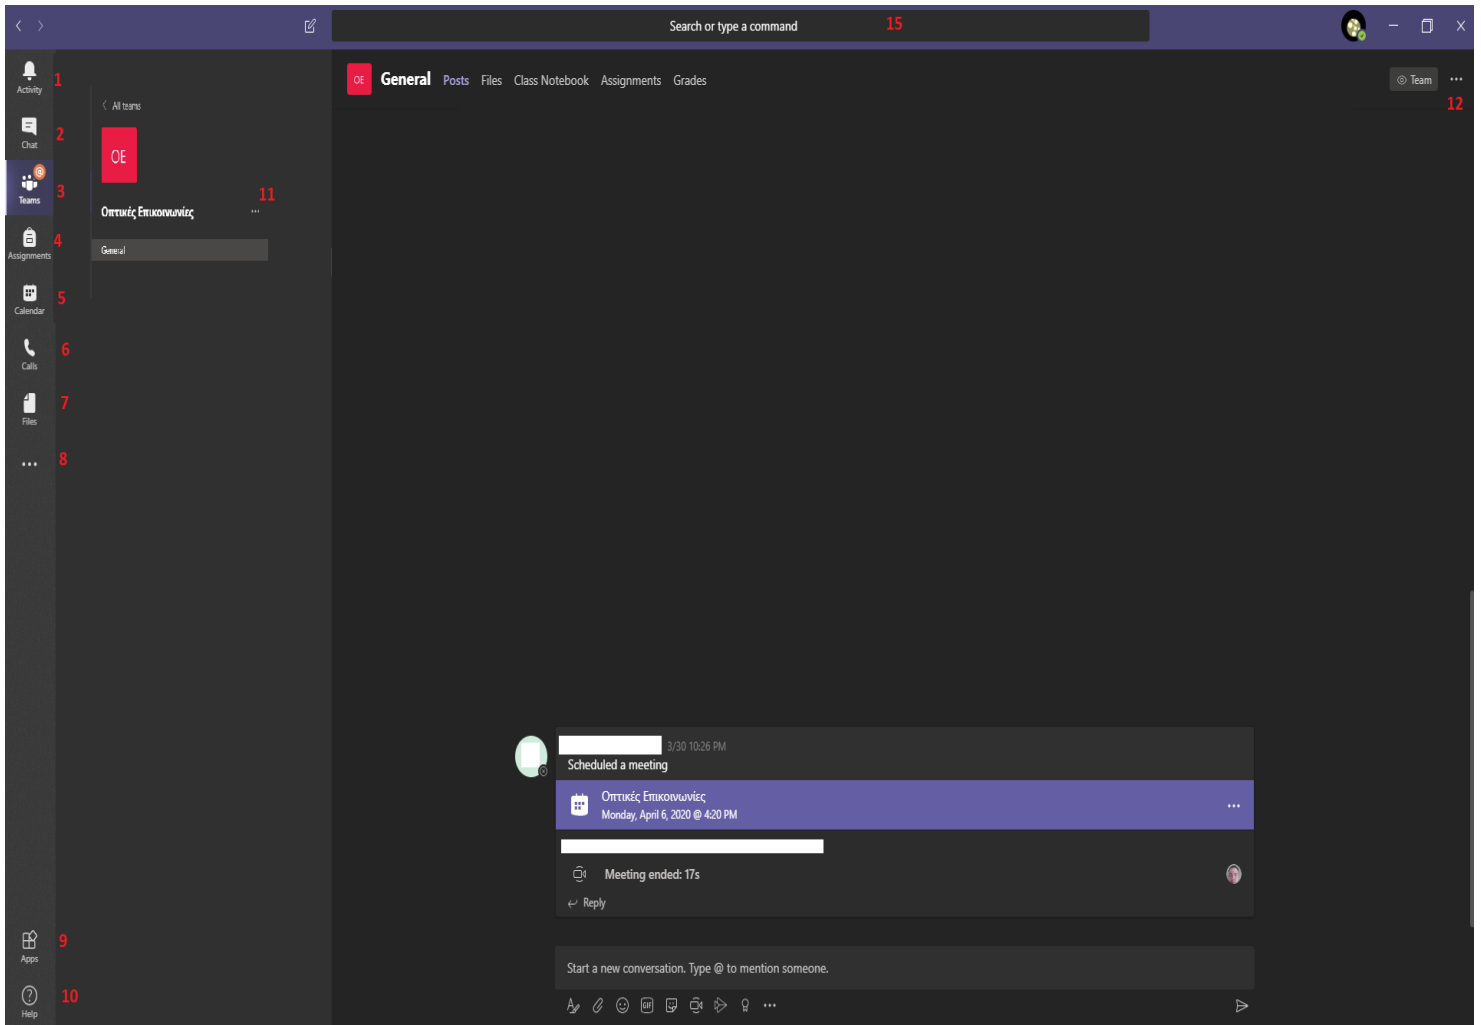 Search or type a command 15
Activity 1
Chat 2
Teams 3
Assignments 4
Calendar 5
Calls 6
Files 7
8
Apps 9
Help 10
All teams
OE
11
Οπτικές Επικοινωνίες
General
OE General Posts Files Class Notebook Assignments Grades
Team
12
3/30 10:26 PM
Scheduled a meeting
Οπτικές Επικοινωνίες
Monday, April 6, 2020 @ 4:20 PM
Meeting ended: 17s
Reply
Start a new conversation. Type @ to mention someone.
GIF